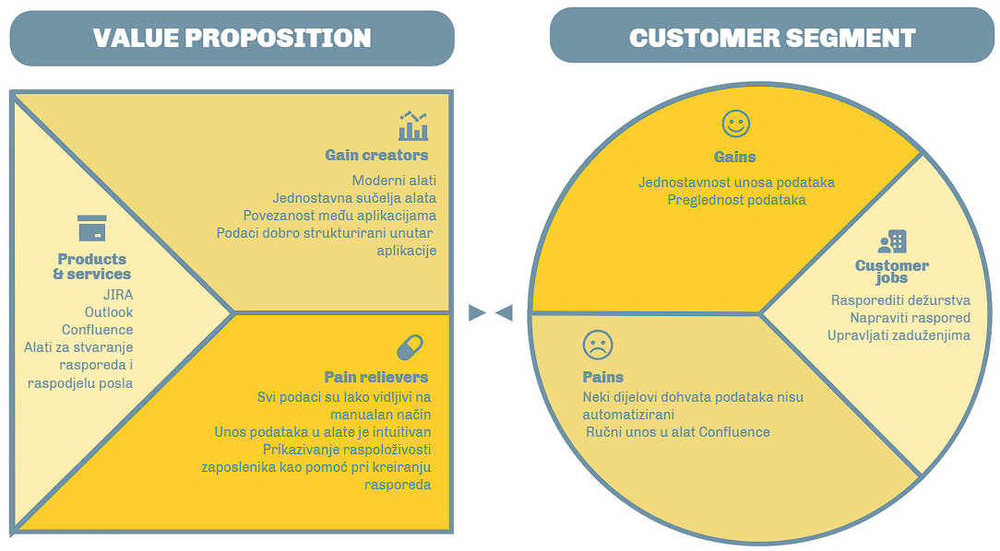 VALUE PROPOSITION
Gain creators
Moderni alati
Jednostavna sučelja alata
Povezanost među aplikacijama
Podaci dobro strukturirani unutar
aplikacije
Products
& services
JIRA
Outlook
Confluence
Alati za stvaranje
rasporeda i
raspodjelu posla
Pain relievers
Svi podaci su lako vidljivi na
manualan način
Unos podataka u alate je intuitivan
Prikazivanje raspoloživosti
zaposlenika kao pomoć pri kreiranju
rasporeda
CUSTOMER SEGMENT
Gains
Jednostavnost unosa podataka
Preglednost podataka
Customer
jobs
Rasporediti dežurstva
Napraviti raspored
Upravljati zaduženjima
Pains
Neki dijelovi dohvata podataka nisu
automatizirani
Ručni unos u alat Confluence